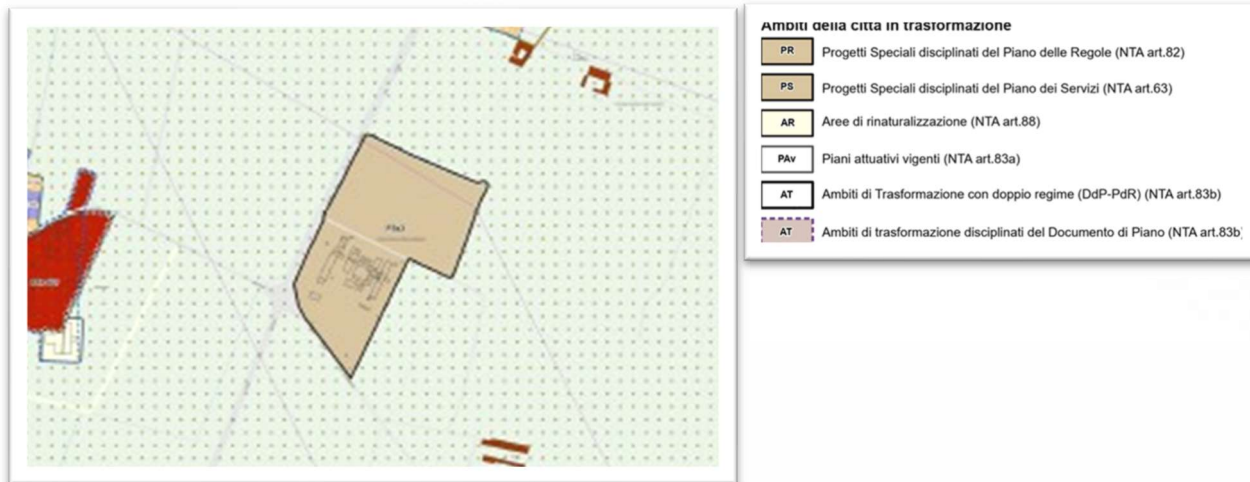 Ambiti della città in trasformazione
PR Progetti Speciali disciplinati del Piano delle Regole (NTA art.82)
PS Progetti Speciali disciplinati del Piano dei Servizi (NTA art.63)
AR Aree di rinaturalizzazione (NTA art.88)
PAv Piani attuativi vigenti (NTA art.83a)
AT Ambiti di Trasformazione con doppio regime (DdP-PdR) (NTA art.83b)
AT Ambiti di trasformazione disciplinati del Documento di Piano (NTA art.83b)